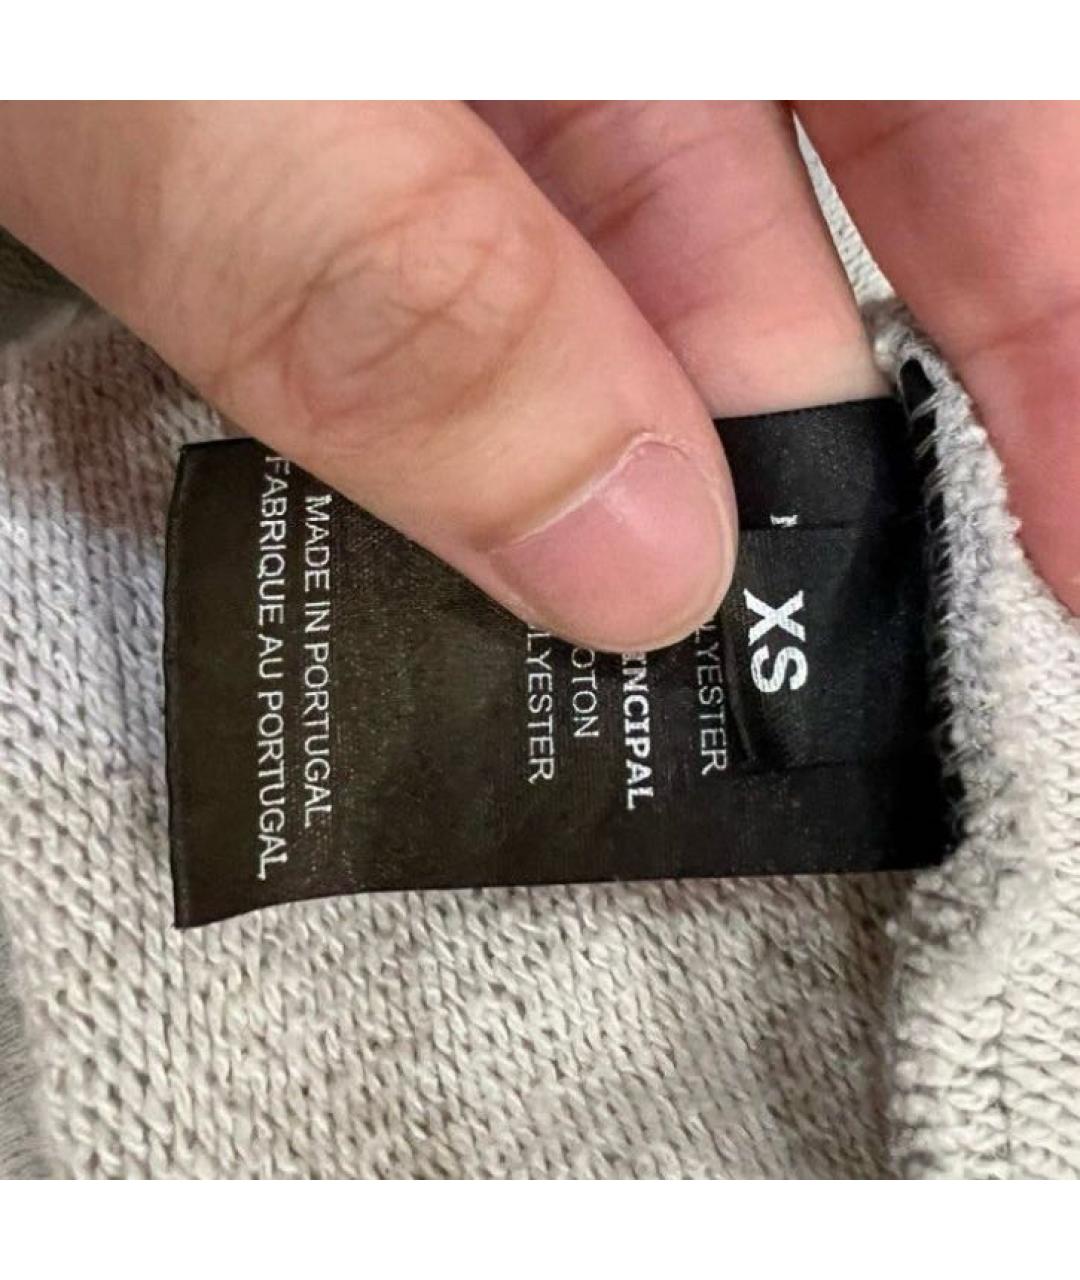 XS
LYESTER
NCIPAL
OTON
LYESTER
MADE IN PORTUGAL
FABRIQUE AU PORTUGAL